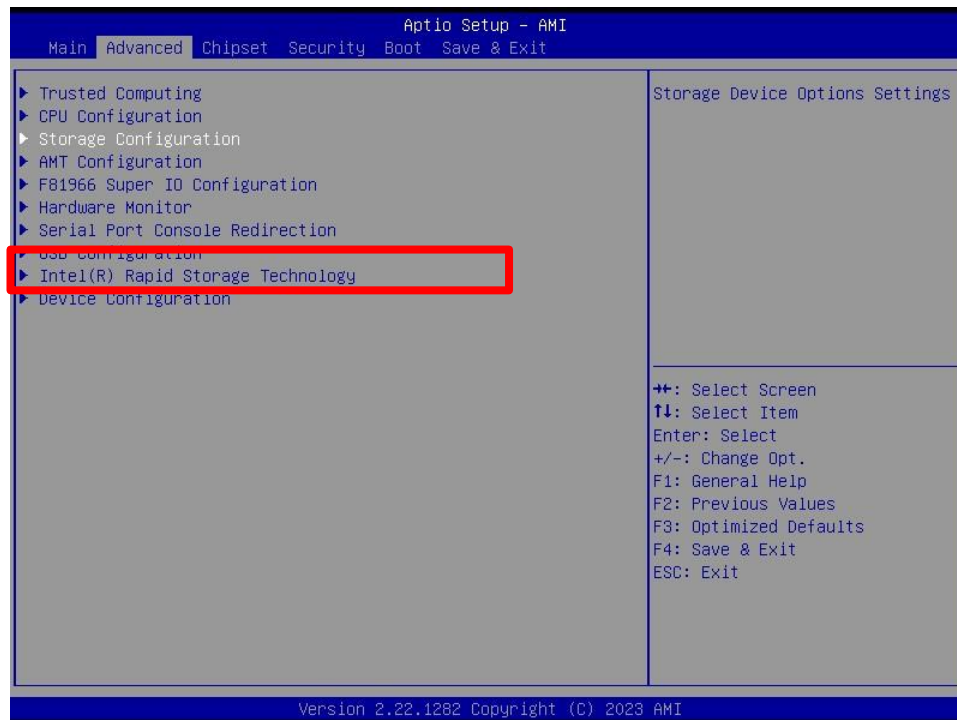 Aptio Setup – AMI
Main Advanced Chipset Security Boot Save & Exit
Trusted Computing
CPU Configuration
Storage Configuration
AMT Configuration
F81966 Super IO Configuration
Hardware Monitor
Serial Port Console Redirection
USB Configuration
Intel(R) Rapid Storage Technology
Device Configuration
Storage Device Options Settings
→←: Select Screen
↑↓: Select Item
Enter: Select
+/-: Change Opt.
F1: General Help
F2: Previous Values
F3: Optimized Defaults
F4: Save & Exit
ESC: Exit
Version 2.22.1282 Copyright (C) 2023 AMI